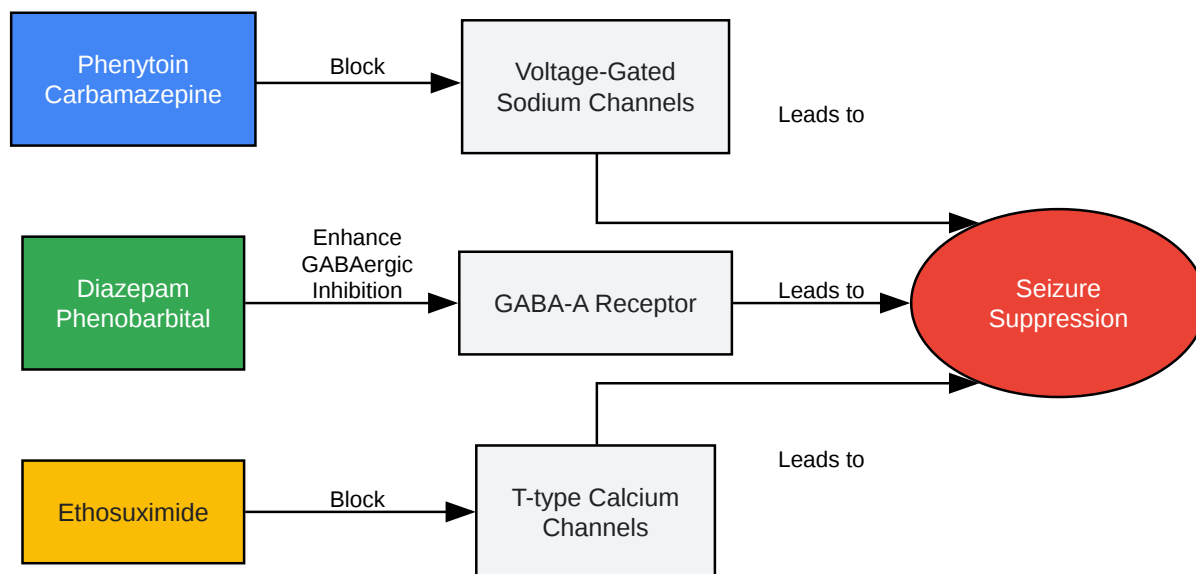 Phenytoin
Carbamazepine
Block
Voltage-Gated
Sodium Channels
Leads to
Diazepam
Phenobarbital
Enhance
GABAergic
Inhibition
GABA-A Receptor
Leads to
Seizure
Suppression
Ethosuximide
Block
T-type Calcium
Channels
Leads to